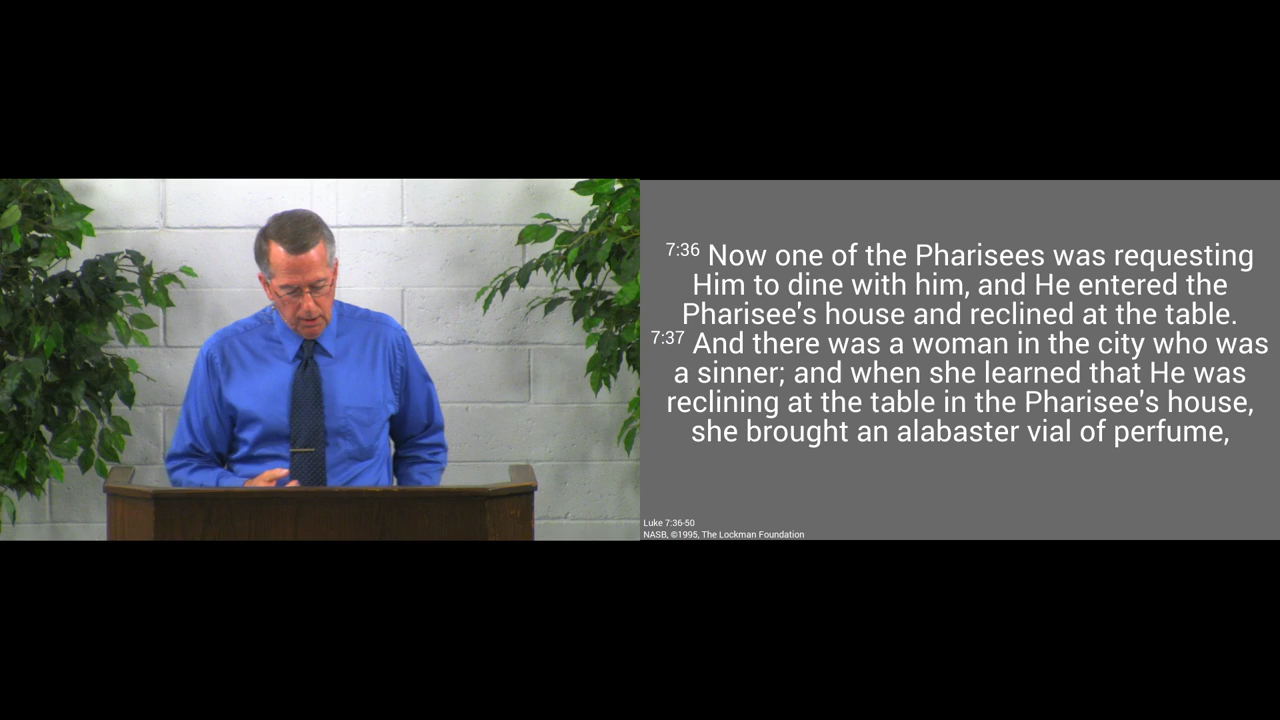 7:36 Now one of the Pharisees was requesting
Him to dine with him, and He entered the
Pharisee's house and reclined at the table.
7:37 And there was a woman in the city who was
a sinner; and when she learned that He was
reclining at the table in the Pharisee's house,
she brought an alabaster vial of perfume,
Luke 7:36-50
NASB, ©1995, The Lockman Foundation